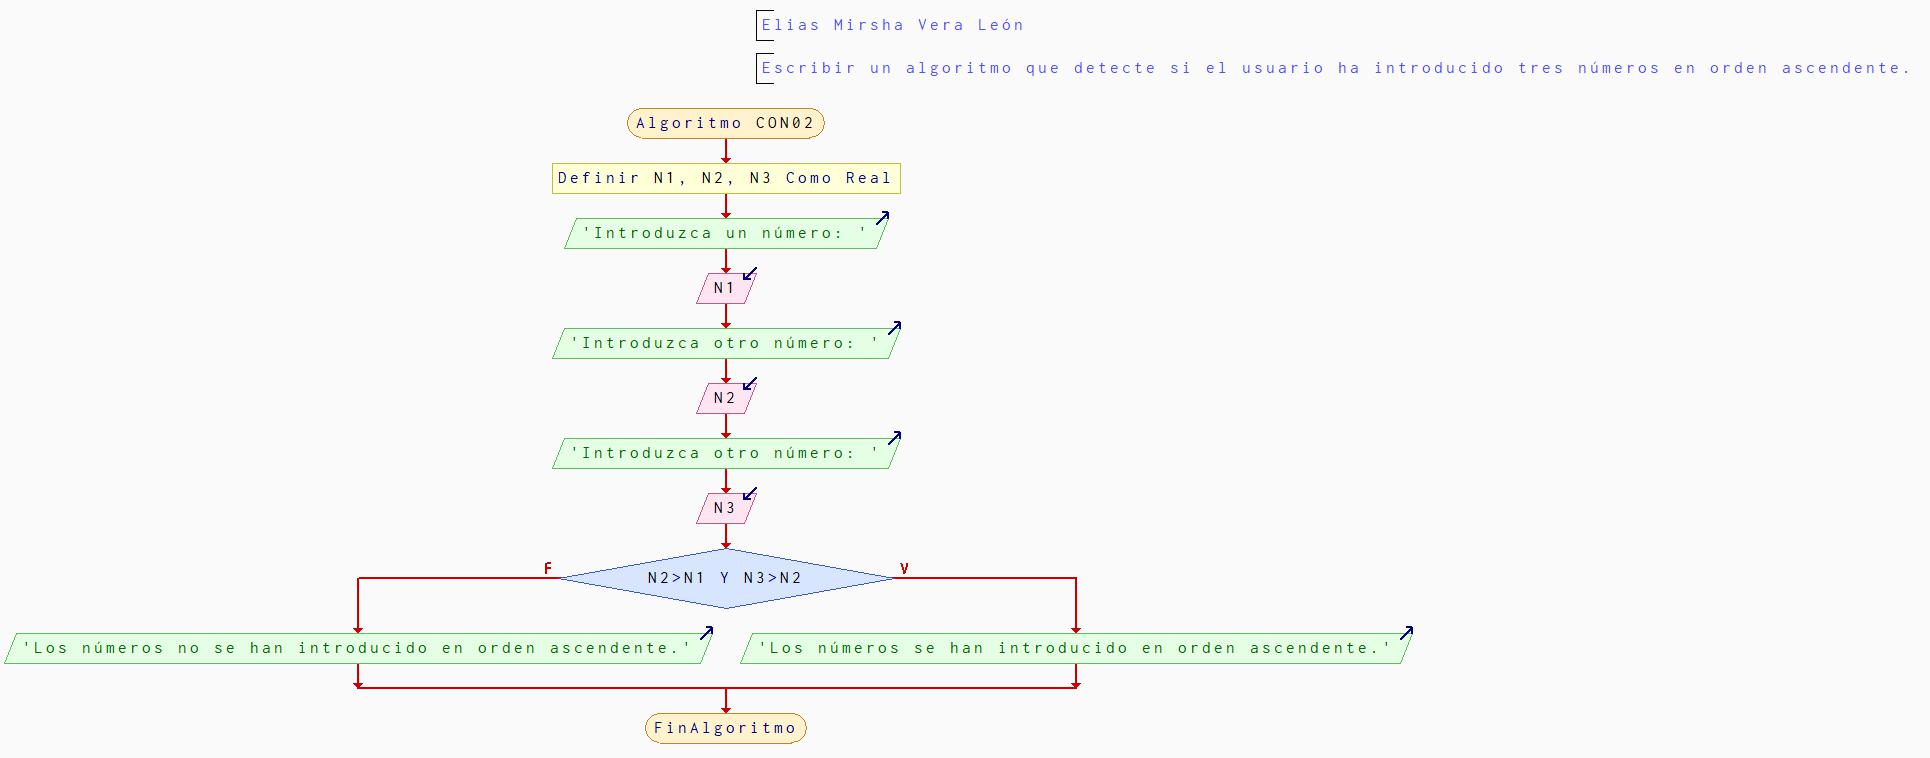 Elias Mirsha Vera León
Escribir un algoritmo que detecte si el usuario ha introducido tres números en orden ascendente.
Algoritmo CON02
Definir N1, N2, N3 Como Real
'Introduzca un número: '
N1
'Introduzca otro número: '
N2
'Introduzca otro número: '
N3
F
V
N2>N1 Y N3>N2
'Los números no se han introducido en orden ascendente.'
'Los números se han introducido en orden ascendente.'
FinAlgoritmo